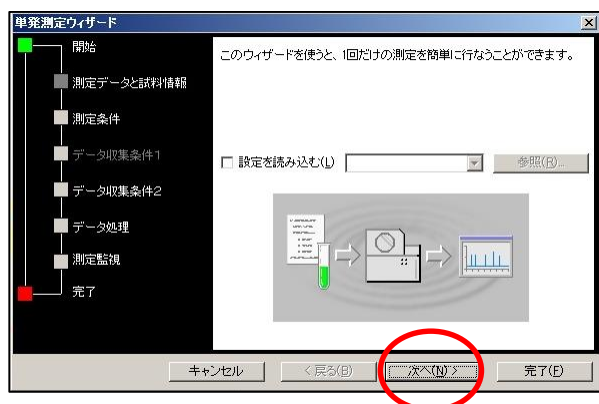 単発測定ウィザード
開始
測定データと試料情報
測定条件
データ収集条件1
データ収集条件2
データ処理
測定監視
完了
このウィザードを使うと、1回だけの測定を簡単に行なうことができます。
設定を読み込む(L)
参照(R)...
キャンセル
< 戻る(B)
次へ(N) >
完了(F)